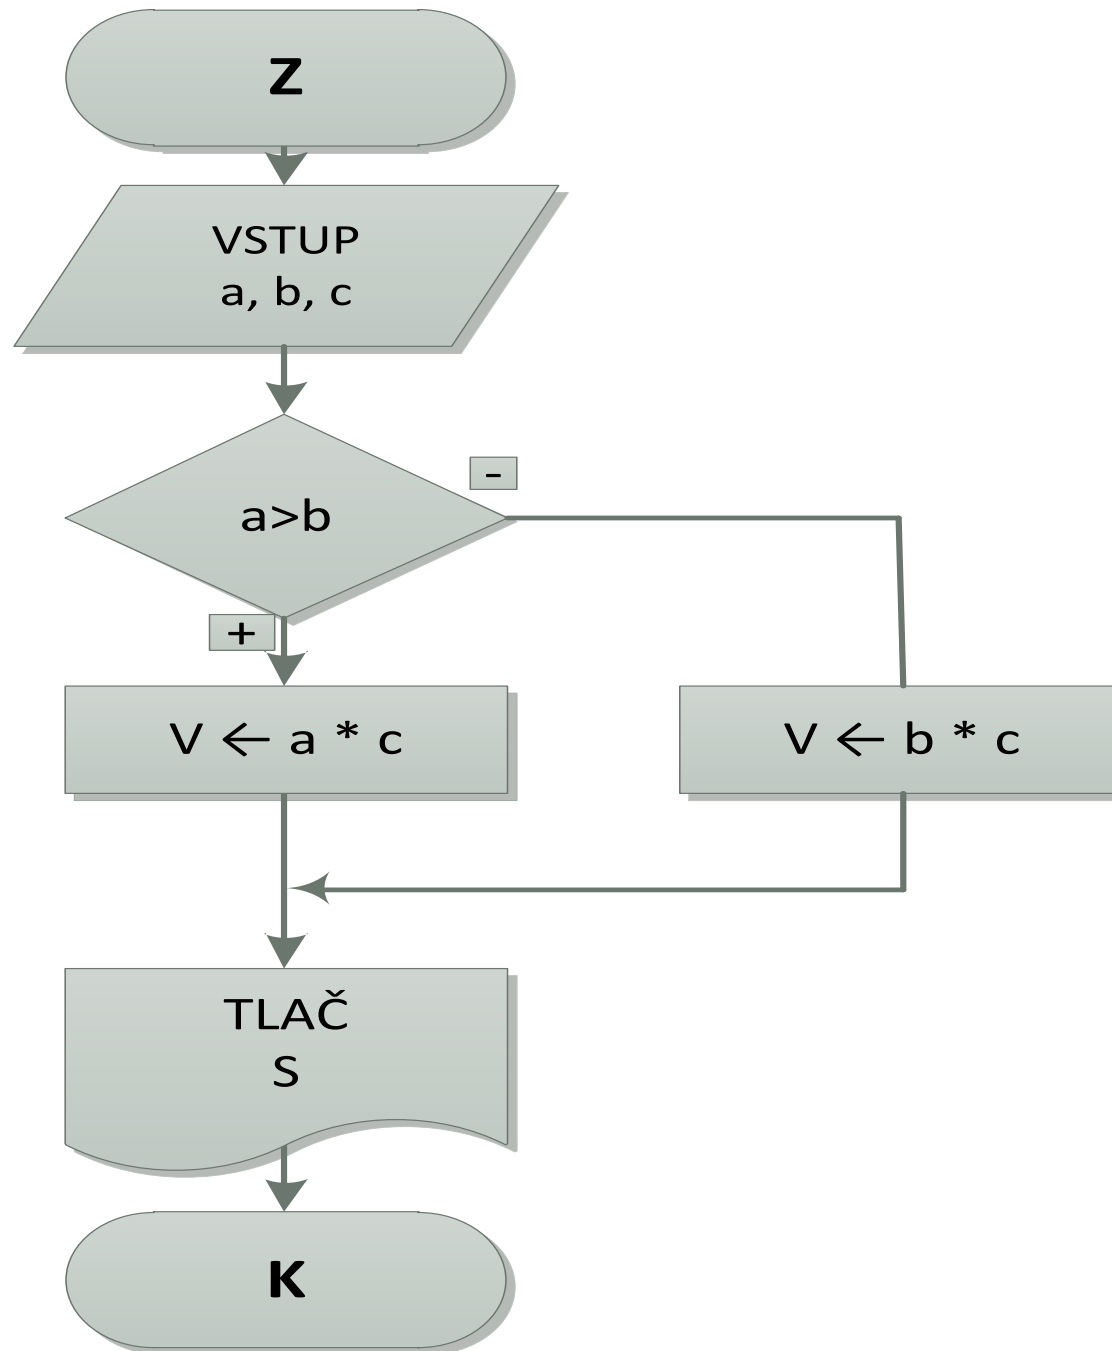 Z
VSTUP
a, b, c
a>b
-
+
V ← a * c
V ← b * c
TLAČ
S
K